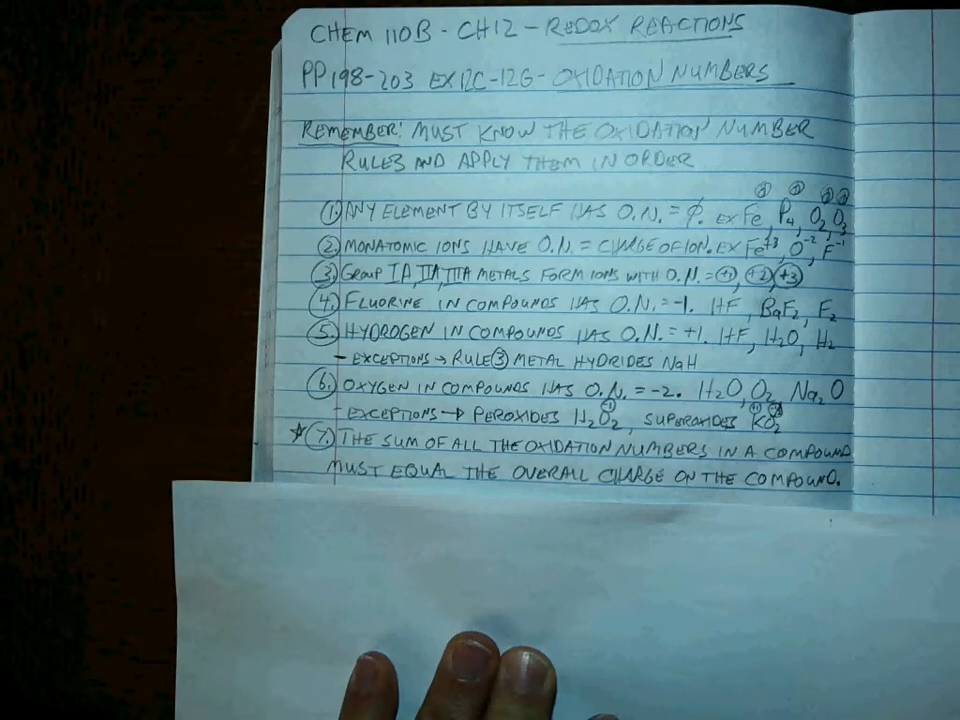 CHEM 110B - CH12 - REDOX REACTIONS
PP 198-203 EX 12C-12G - OXIDATION NUMBERS
REMEMBER: MUST KNOW THE OXIDATION NUMBER
RULES AND APPLY THEM IN ORDER
① ANY ELEMENT BY ITSELF HAS O.N. = ∅. EX Fe, P₄, O₂, O₃
② MONATOMIC IONS HAVE O.N. = CHARGE OF ION. EX Fe⁺³, O⁻², F⁻¹
③ GROUP IA, IIA, IIIA METALS FORM IONS WITH O.N. = +1, +2, +3
④ FLUORINE IN COMPOUNDS HAS O.N. = -1. HF, BaF₂, F₂
⑤ HYDROGEN IN COMPOUNDS HAS O.N. = +1. HF, H₂O, H₂
- EXCEPTIONS → RULE ③ METAL HYDRIDES NaH
⑥ OXYGEN IN COMPOUNDS HAS O.N. = -2. H₂O, O₂, Na₂O
- EXCEPTIONS → PEROXIDES H₂O₂, SUPEROXIDES KO₂
☆ ⑦ THE SUM OF ALL THE OXIDATION NUMBERS IN A COMPOUND
MUST EQUAL THE OVERALL CHARGE ON THE COMPOUND.